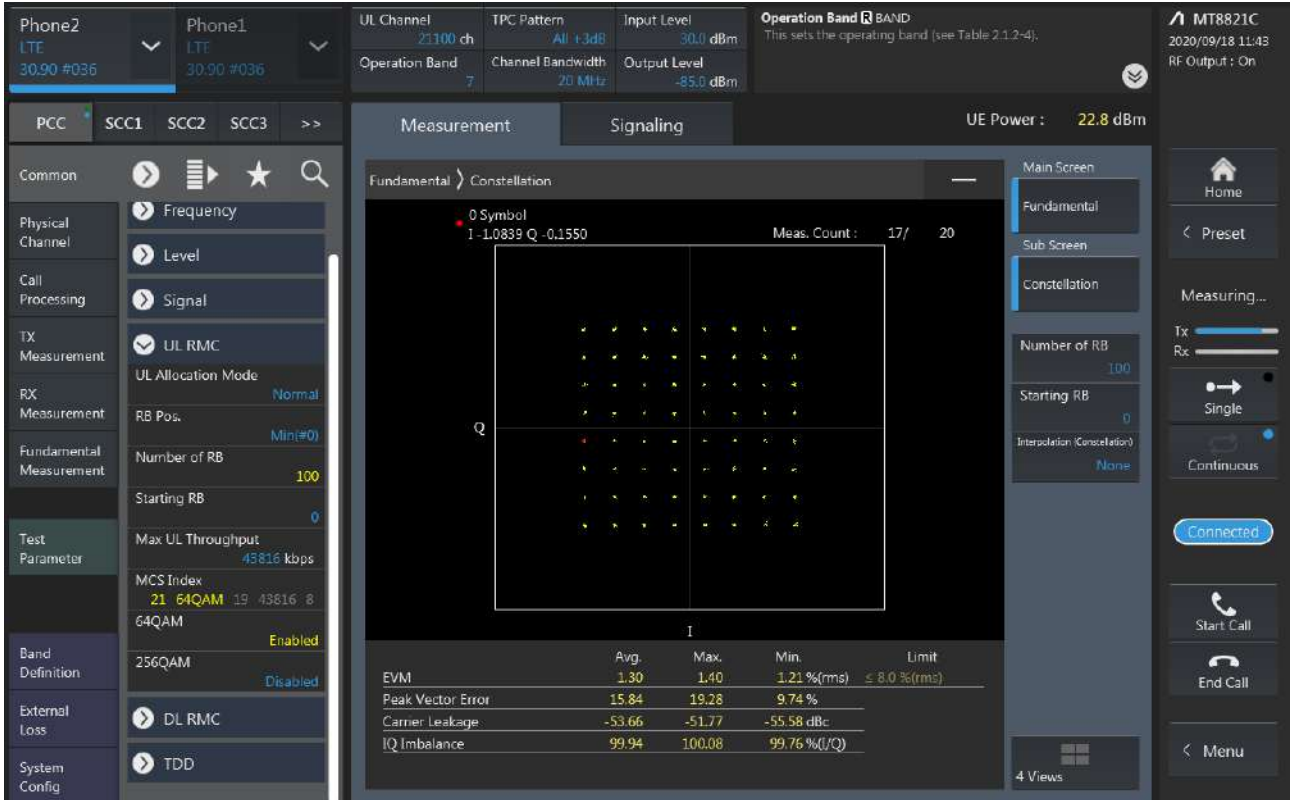 Phone2
LTE
30.90 #036
Phone1
LTE
30.90 #036
UL Channel
21100 ch
TPC Pattern
All +3dB
Input Level
30.0 dBm
Operation Band
7
Channel Bandwidth
20 MHz
Output Level
-85.0 dBm
Operation Band R BAND
This sets the operating band (see Table 2.1.2-4).
MT8821C
2020/09/18 11:43
RF Output : On
PCC SCC1 SCC2 SCC3 >>
Measurement
Signaling
UE Power : 22.8 dBm
Common
Physical
Channel
Call
Processing
TX
Measurement
RX
Measurement
Fundamental
Measurement
Test
Parameter
Band
Definition
External
Loss
System
Config
Frequency
Level
Signal
UL RMC
UL Allocation Mode
Normal
RB Pos.
Min(#0)
Number of RB
100
Starting RB
0
Max UL Throughput
43816 kbps
MCS Index
21 64QAM 19 43816 8
64QAM
Enabled
256QAM
Disabled
DL RMC
TDD
Fundamental > Constellation
0 Symbol
I -1.0839 Q -0.1550
Meas. Count : 17/ 20
Q
I
Avg. Max. Min. Limit
EVM 1.30 1.40 1.21 %(rms) ≤ 8.0 %(rms)
Peak Vector Error 15.84 19.28 9.74 %
Carrier Leakage -53.66 -51.77 -55.58 dBc
IQ Imbalance 99.94 100.08 99.76 %(I/Q)
Main Screen
Fundamental
Sub Screen
Constellation
Number of RB
100
Starting RB
0
Interpolation (Constellation)
None
4 Views
Home
< Preset
Measuring...
Tx
Rx
Single
Continuous
Connected
Start Call
End Call
< Menu